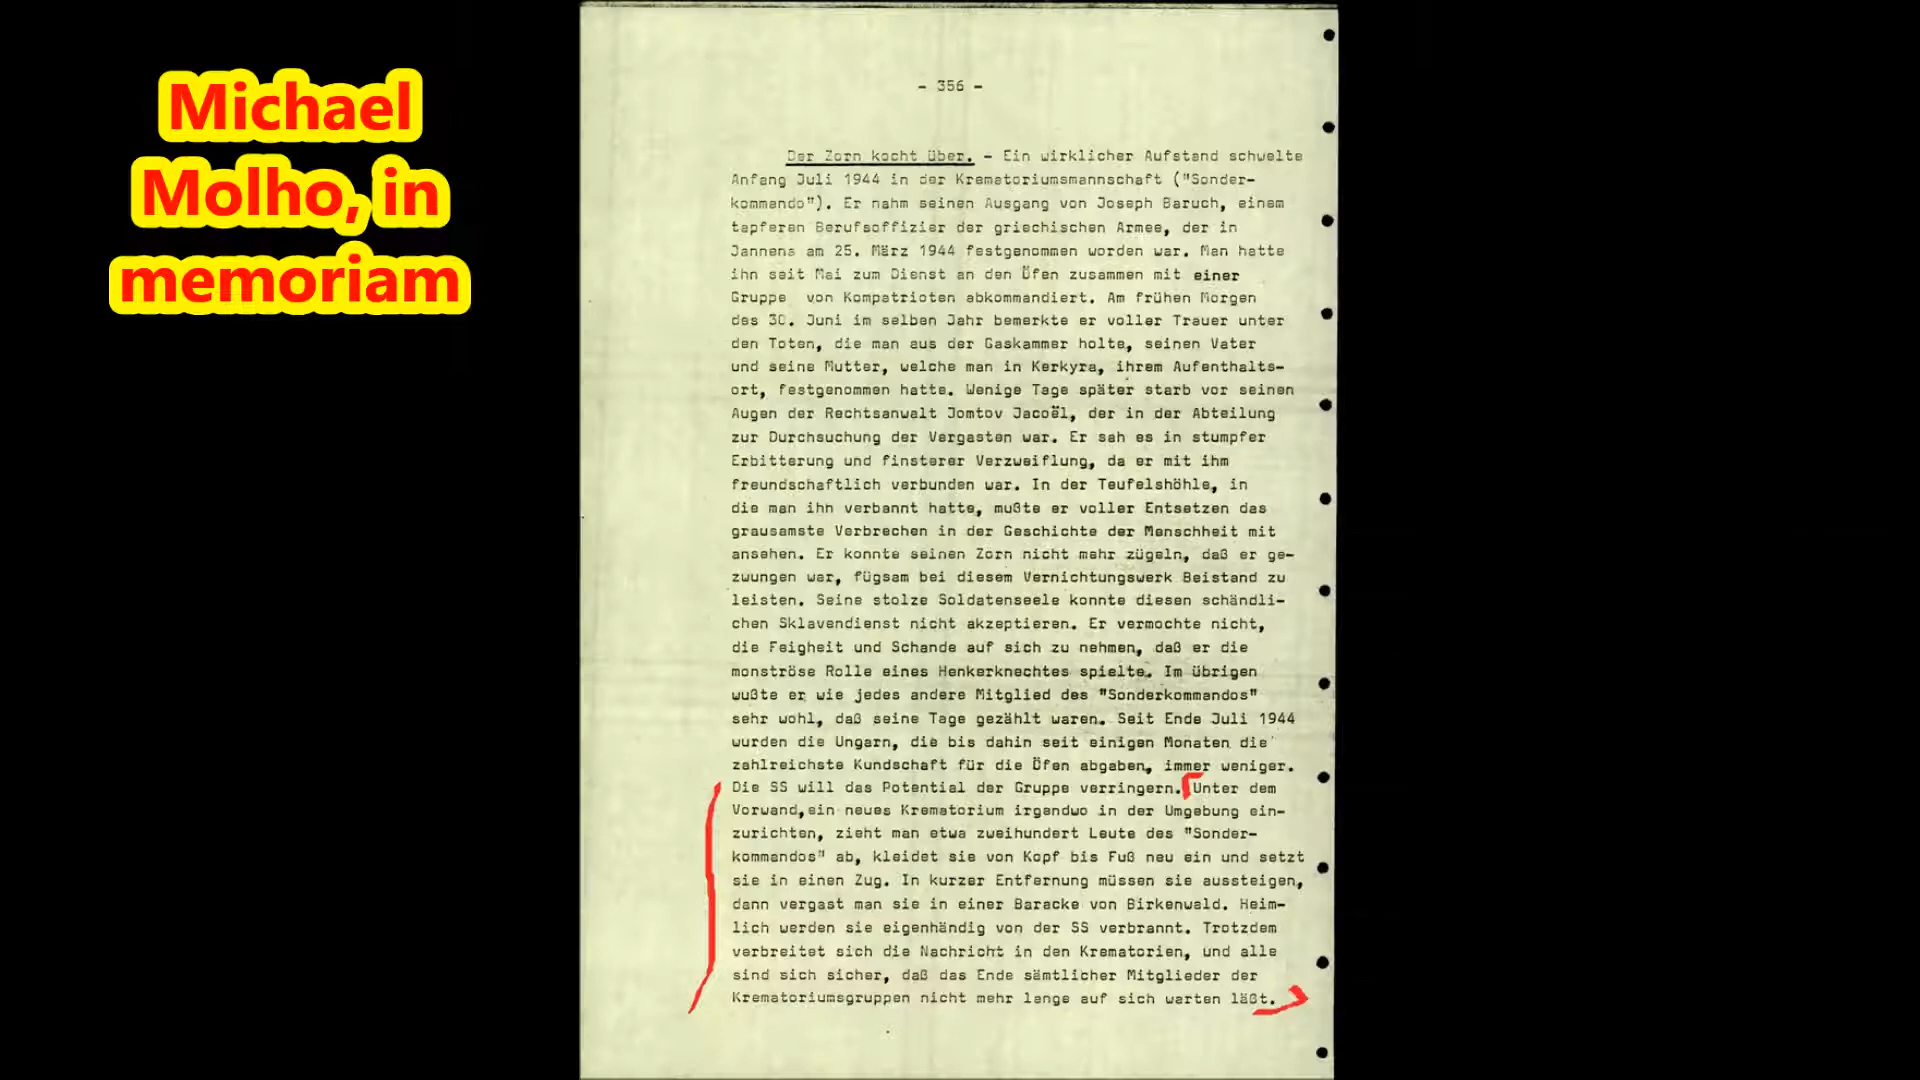 Michael
Molho, in
memoriam
- 356 -
Der Zorn kocht über. - Ein wirklicher Aufstand schwelte
Anfang Juli 1944 in der Krematoriumsmannschaft ("Sonder-
kommando"). Er nahm seinen Ausgang von Joseph Baruch, einem
tapferen Berufsoffizier der griechischen Armee, der in
Jannena am 25. März 1944 festgenommen worden war. Man hatte
ihn seit Mai zum Dienst an den Öfen zusammen mit einer
Gruppe von Kompatrioten abkommandiert. Am frühen Morgen
des 30. Juni im selben Jahr bemerkte er voller Trauer unter
den Toten, die man aus der Gaskammer holte, seinen Vater
und seine Mutter, welche man in Kerkyra, ihrem Aufenthalts-
ort, festgenommen hatte. Wenige Tage später starb vor seinen
Augen der Rechtsanwalt Jomtov Jacoël, der in der Abteilung
zur Durchsuchung der Vergasten war. Er sah es in stumpfer
Erbitterung und finsterer Verzweiflung, da er mit ihm
freundschaftlich verbunden war. In der Teufelshöhle, in
die man ihn verbannt hatte, mußte er voller Entsetzen das
grausamste Verbrechen in der Geschichte der Menschheit mit
ansehen. Er konnte seinen Zorn nicht mehr zügeln, daß er ge-
zwungen war, fügsam bei diesem Vernichtungswerk Beistand zu
leisten. Seine stolze Soldatenseele konnte diesen schändli-
chen Sklavendienst nicht akzeptieren. Er vermochte nicht,
die Feigheit und Schande auf sich zu nehmen, daß er die
monströse Rolle eines Henkerknechtes spielte. Im übrigen
wußte er wie jedes andere Mitglied des "Sonderkommandos"
sehr wohl, daß seine Tage gezählt waren. Seit Ende Juli 1944
wurden die Ungarn, die bis dahin seit einigen Monaten die
zahlreichste Kundschaft für die Öfen abgaben, immer weniger.
Die SS will das Potential der Gruppe verringern. Unter dem
Vorwand, ein neues Krematorium irgendwo in der Umgebung ein-
zurichten, zieht man etwa zweihundert Leute des "Sonder-
kommandos" ab, kleidet sie von Kopf bis Fuß neu ein und setzt
sie in einen Zug. In kurzer Entfernung müssen sie aussteigen,
dann vergast man sie in einer Baracke von Birkenwald. Heim-
lich werden sie eigenhändig von der SS verbrannt. Trotzdem
verbreitet sich die Nachricht in den Krematorien, und alle
sind sich sicher, daß das Ende sämtlicher Mitglieder der
Krematoriumsgruppen nicht mehr lange auf sich warten läßt.